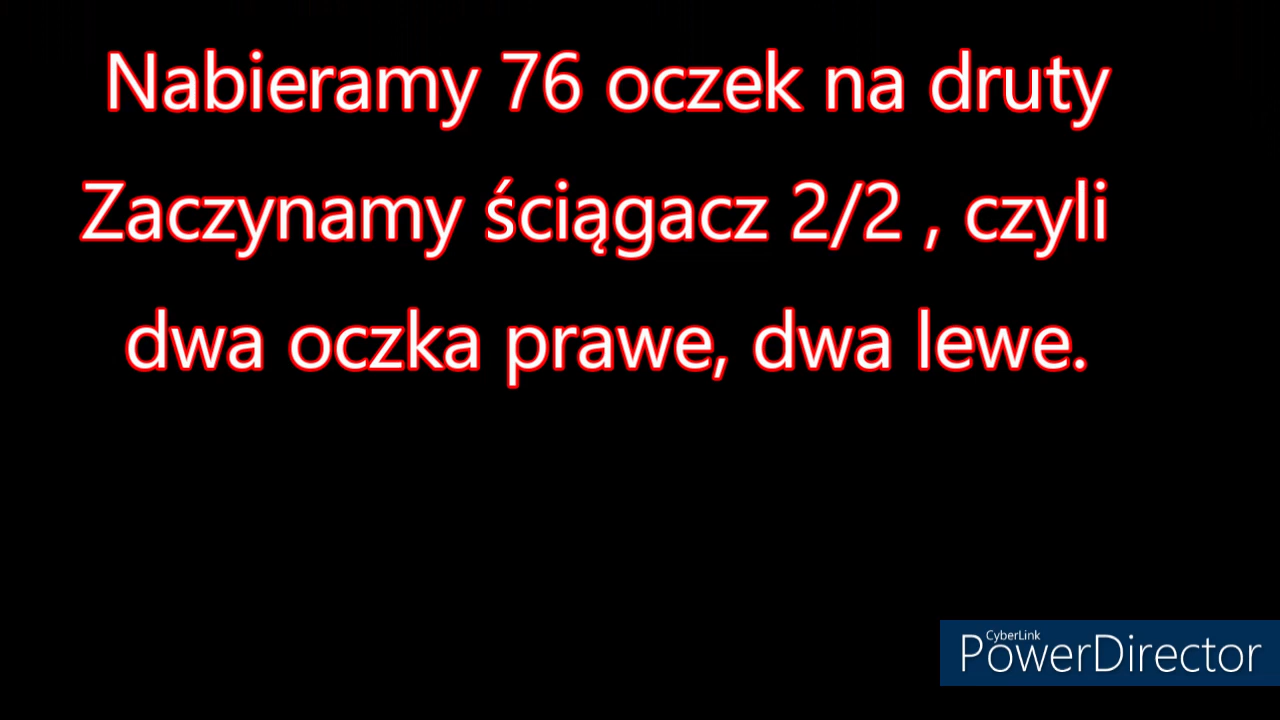 Nabieramy 76 oczek na druty
Zaczynamy ściągacz 2/2 , czyli
dwa oczka prawe, dwa lewe.
CyberLink
PowerDirector